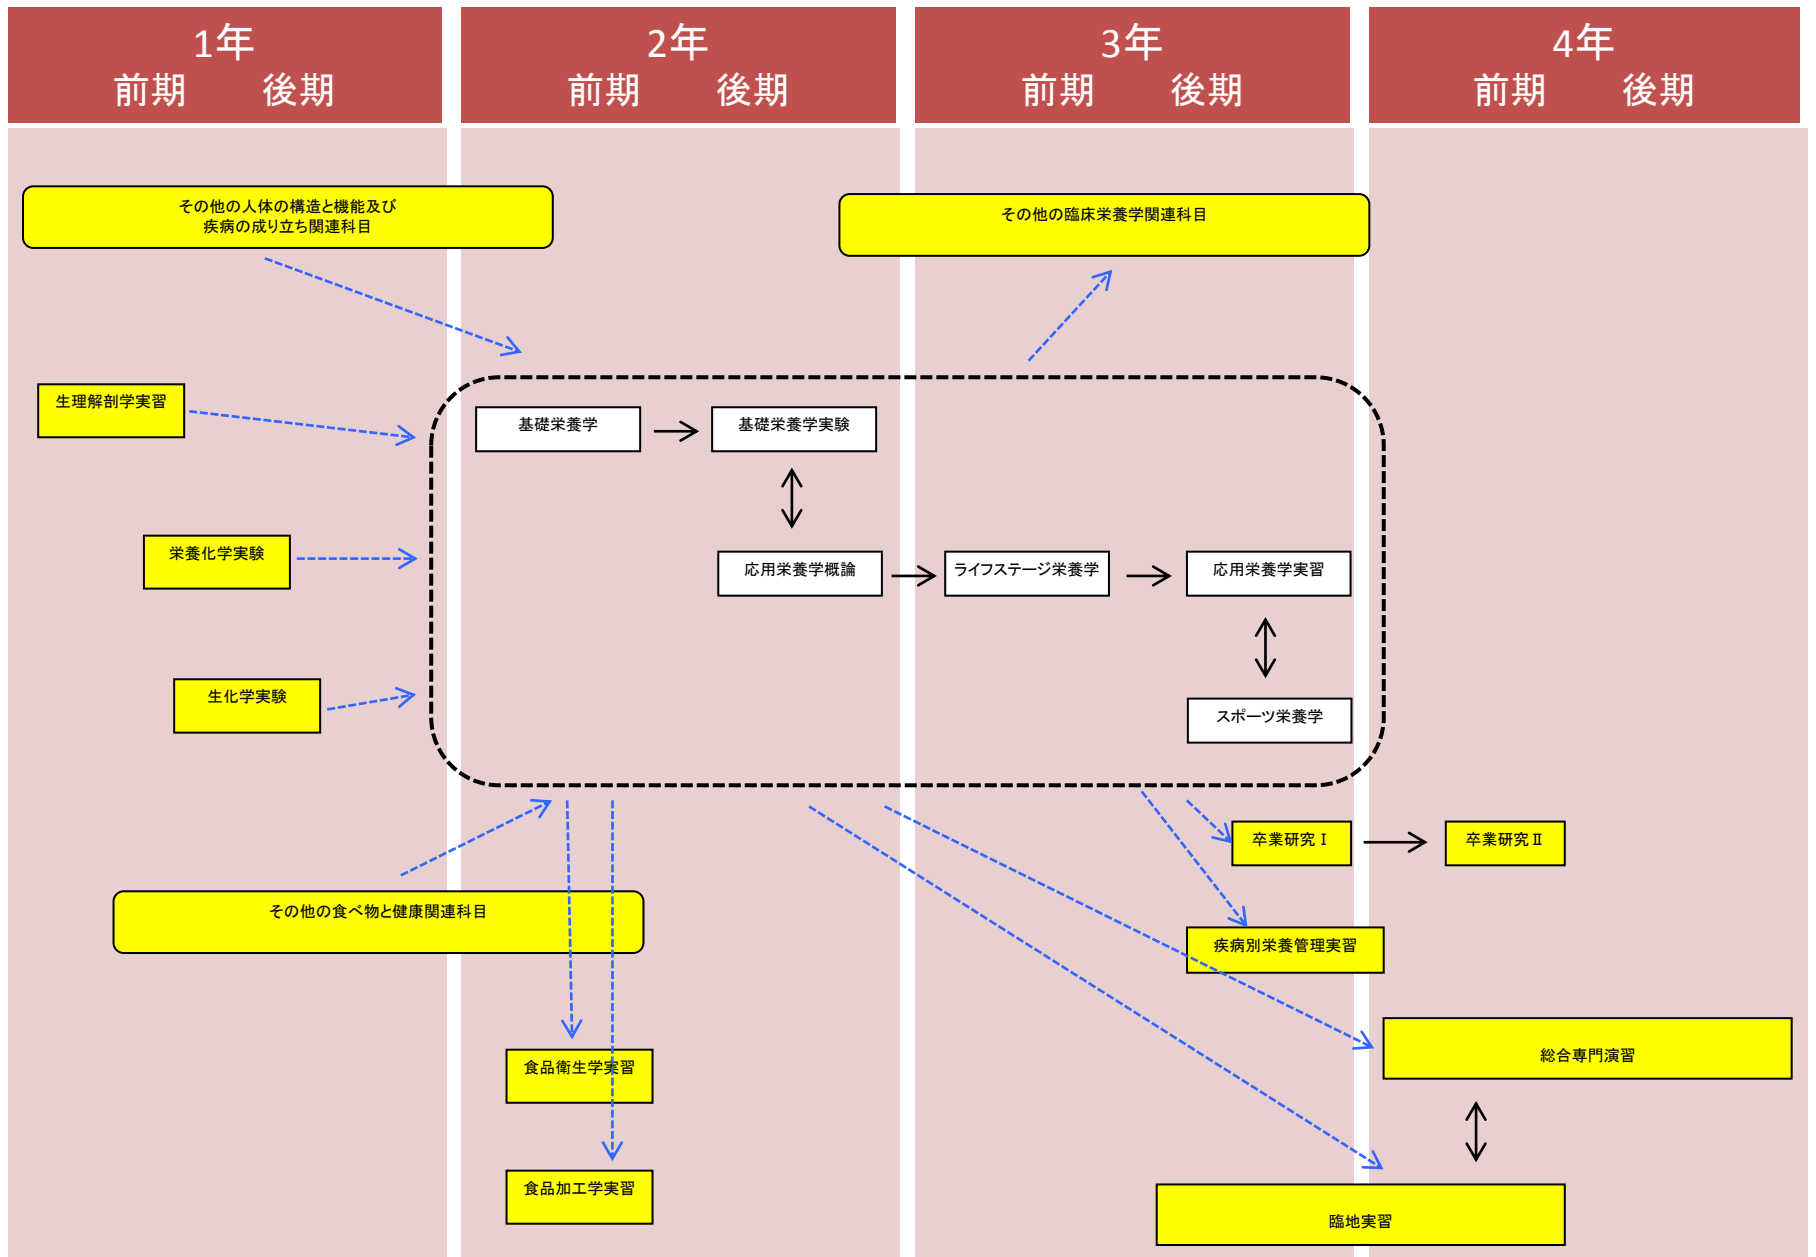 1年
前期 後期
2年
前期 後期
3年
前期 後期
4年
前期 後期
その他の人体の構造と機能及び
疾病の成り立ち関連科目
その他の臨床栄養学関連科目
生理解剖学実習
基礎栄養学
基礎栄養学実験
栄養化学実験
応用栄養学概論
ライフステージ栄養学
応用栄養学実習
生化学実験
スポーツ栄養学
卒業研究Ⅰ
卒業研究Ⅱ
その他の食べ物と健康関連科目
疾病別栄養管理実習
食品衛生学実習
総合専門演習
食品加工学実習
臨地実習